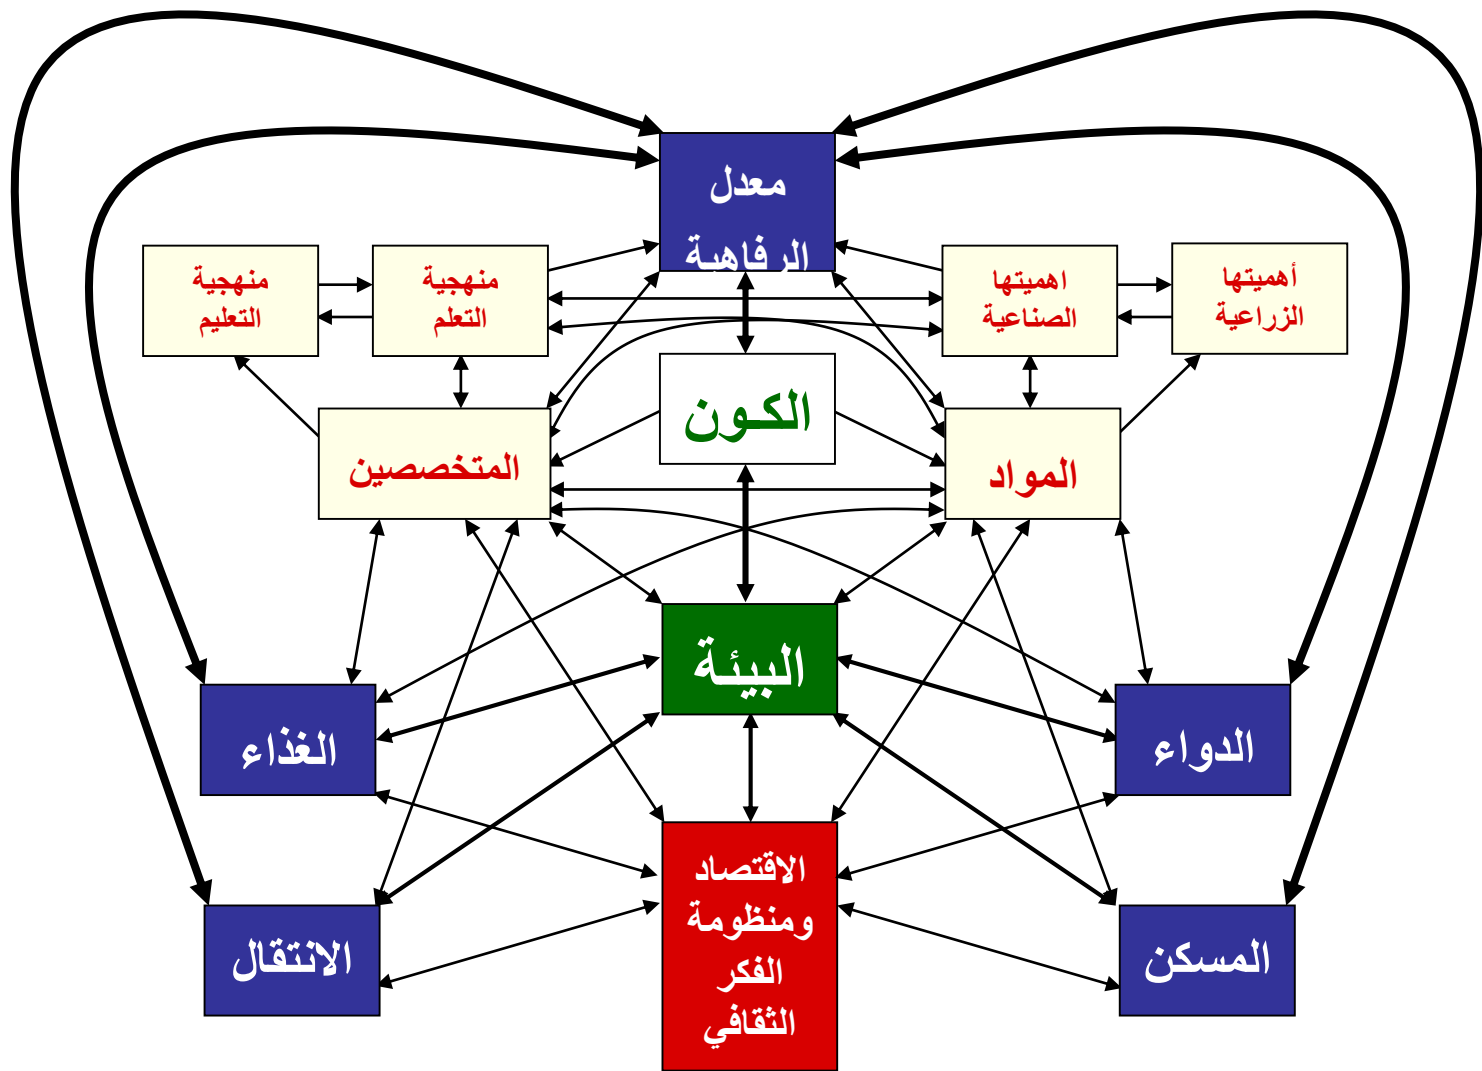 معدل
الرفاهية
أهميتها
الزراعية
اهميتها
الصناعية
منهجية
التعلم
منهجية
التعليم
الكون
المواد
المتخصصين
البيئة
الدواء
الغذاء
الاقتصاد
ومنظومة
الفكر
الثقافي
المسكن
الانتقال